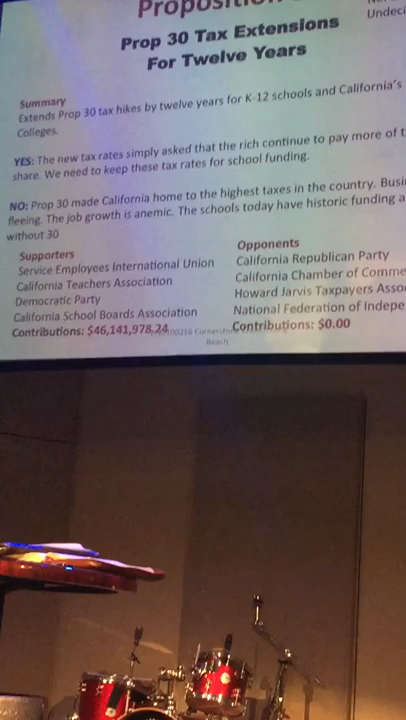 Proposition
Undeci
Prop 30 Tax Extensions
For Twelve Years
Summary
Extends Prop 30 tax hikes by twelve years for K-12 schools and California's
Colleges.
YES: The new tax rates simply asked that the rich continue to pay more of t
share. We need to keep these tax rates for school funding.
NO: Prop 30 made California home to the highest taxes in the country. Busi
fleeing. The job growth is anemic. The schools today have historic funding a
without 30
Supporters
Service Employees International Union
California Teachers Association
Democratic Party
California School Boards Association
Contributions: $46,141,978.24
Opponents
California Republican Party
California Chamber of Comme
Howard Jarvis Taxpayers Asso
National Federation of Indepe
Contributions: $0.00
Beach